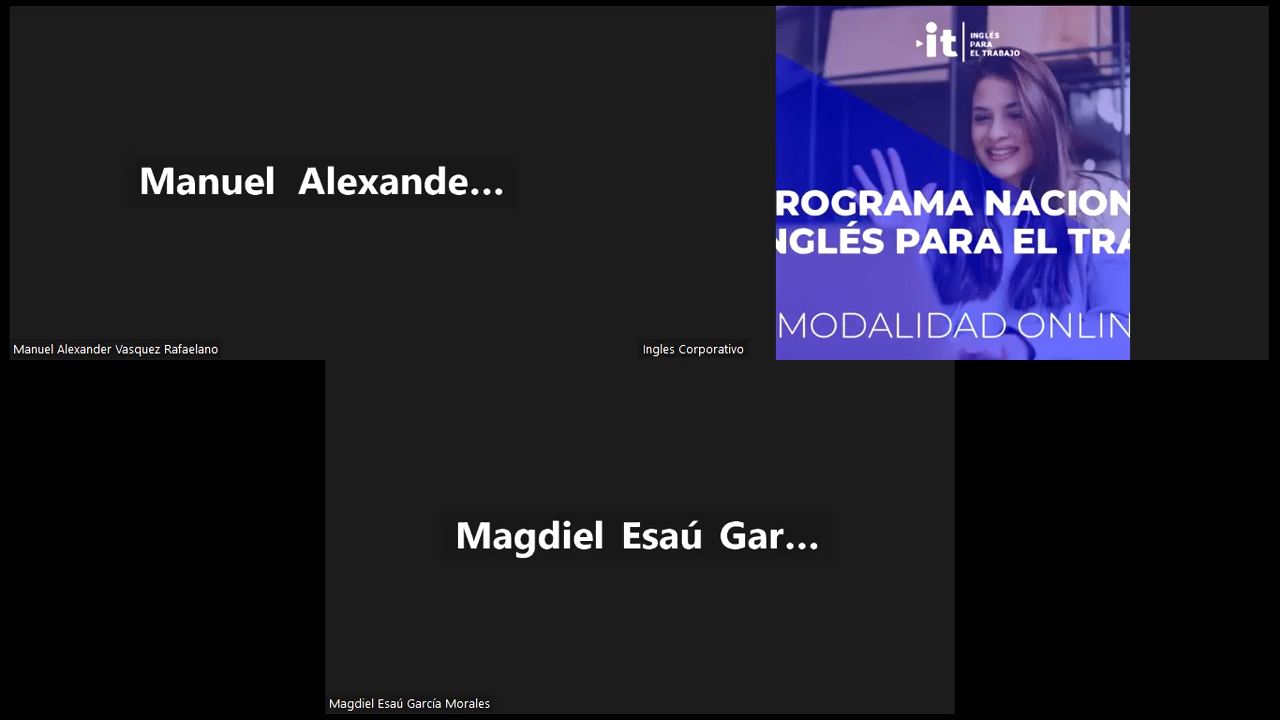 Manuel Alexande...
Manuel Alexander Vasquez Rafaelano
it
INGLÉS
PARA
EL TRABAJO
ROGRAMA NACION
NGLÉS PARA EL TRA
MODALIDAD ONLIN
Ingles Corporativo
Magdiel Esaú Gar...
Magdiel Esaú García Morales